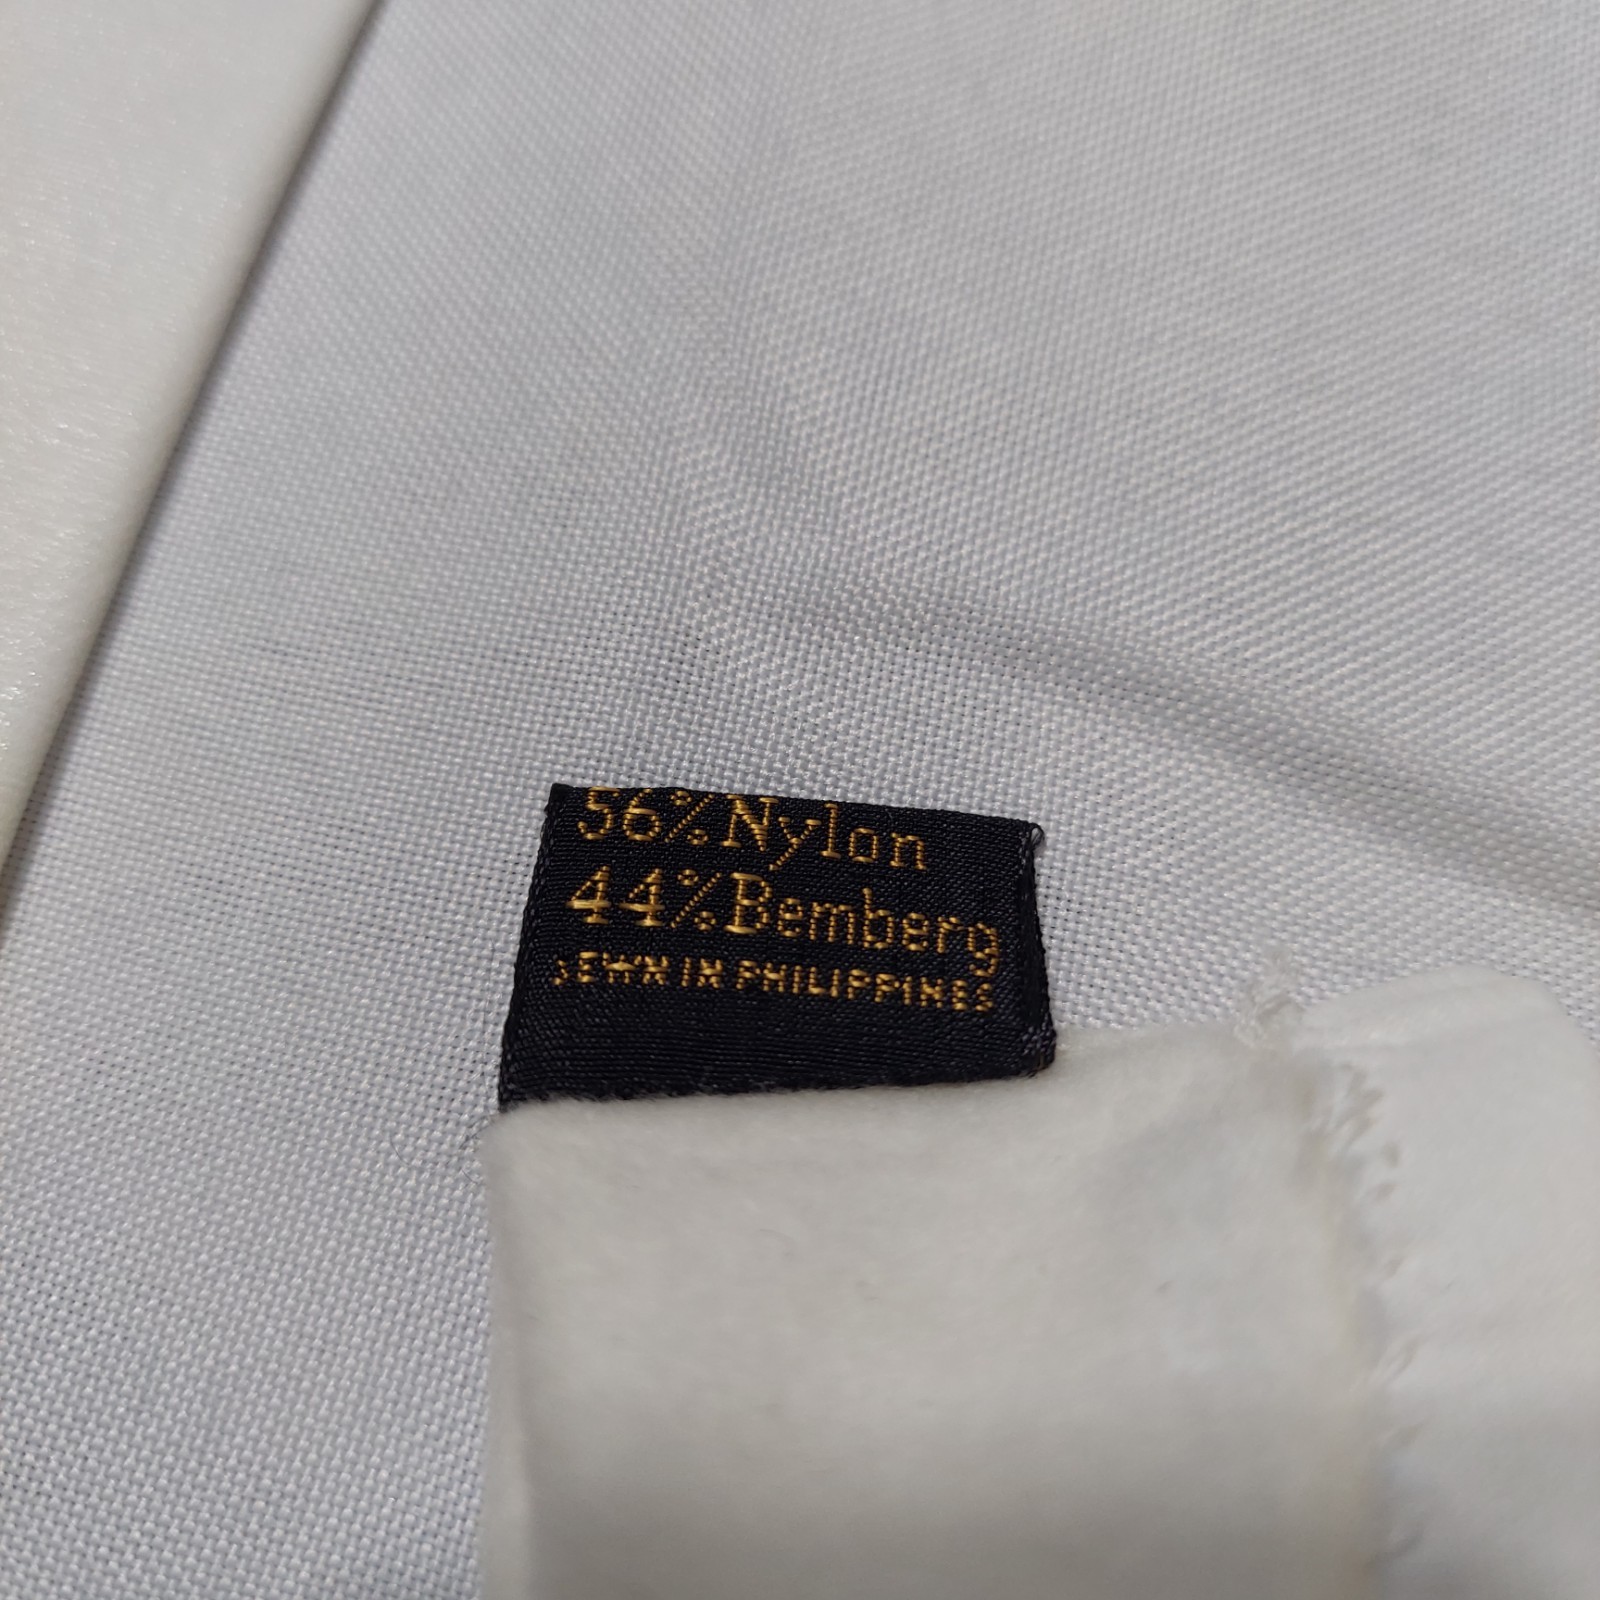 56% Nylon
44% Bemberg
SEWN IN PHILIPPINES